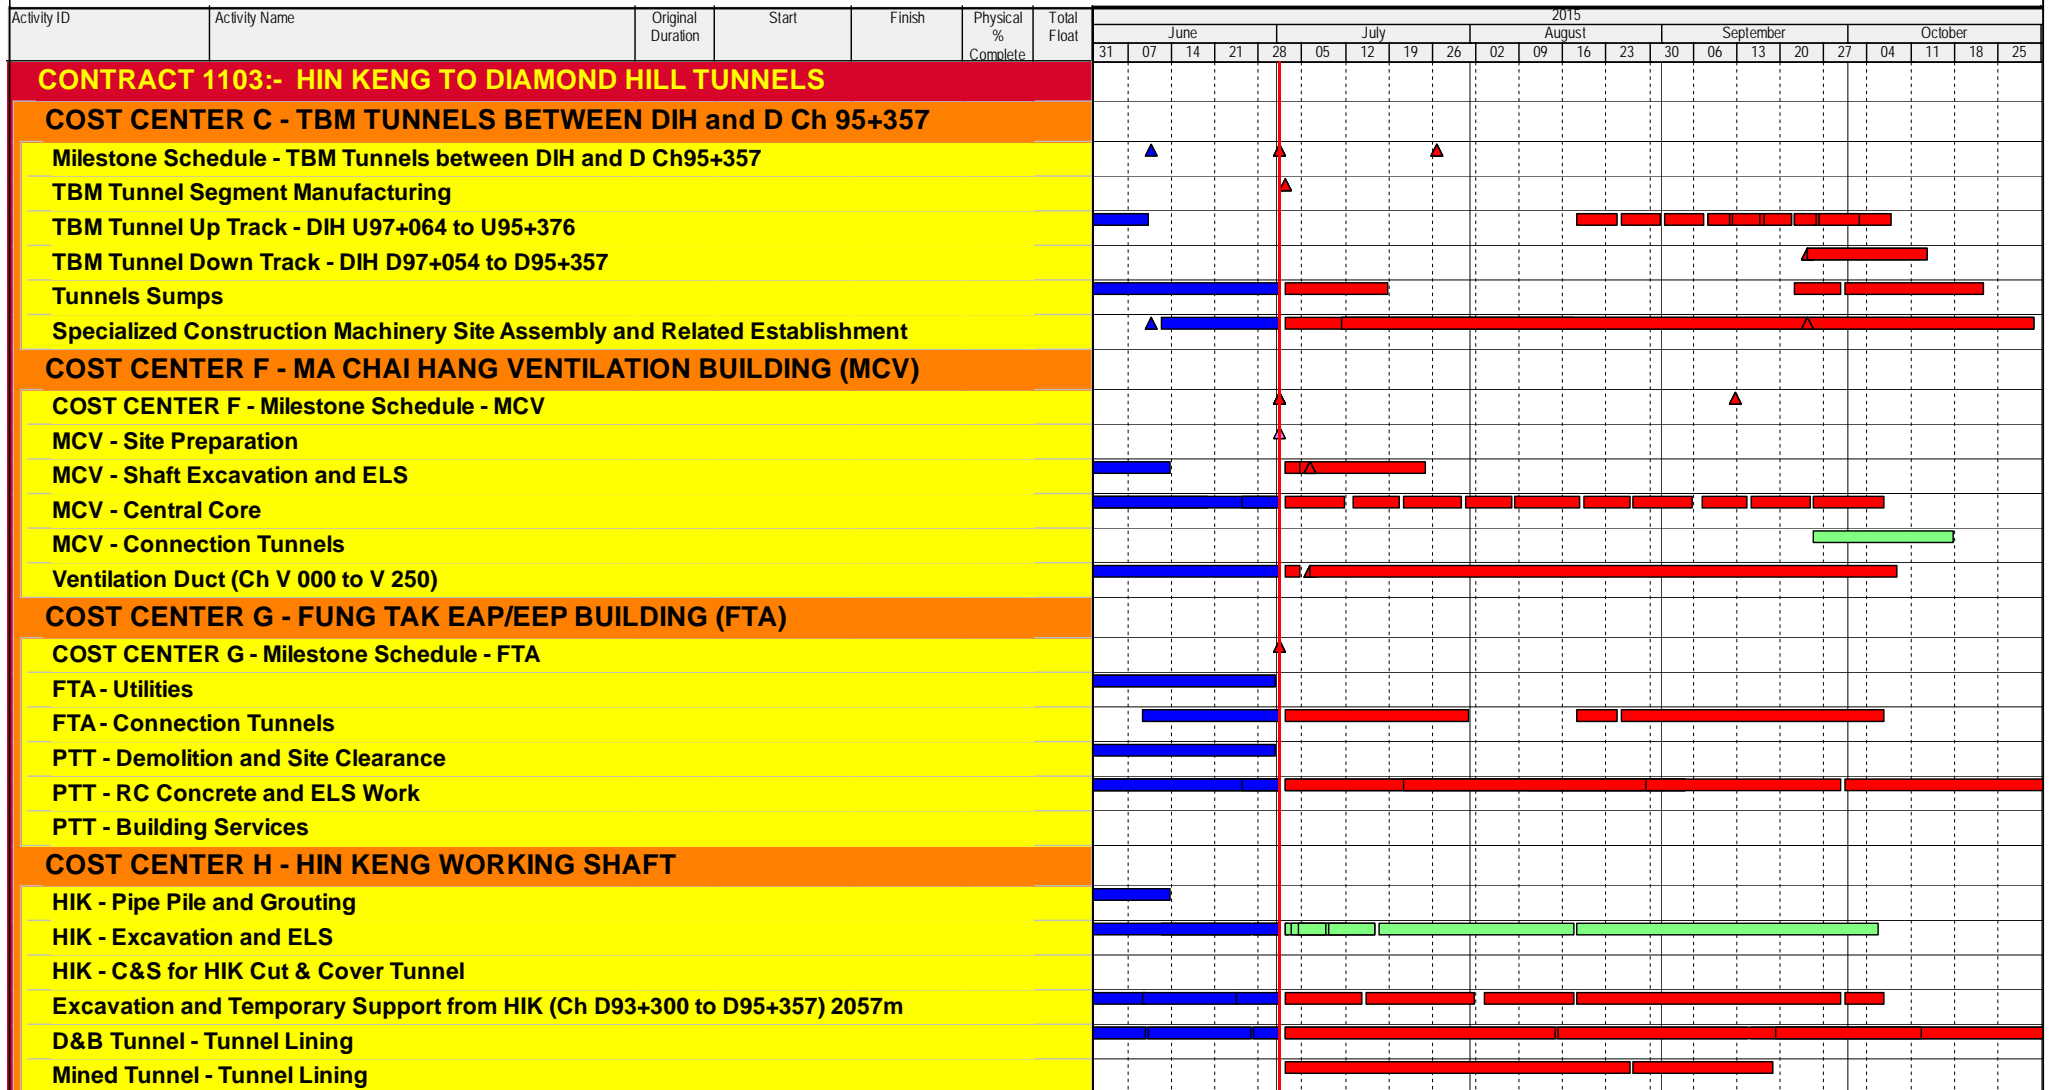 Activity ID Activity Name Original Start Finish Physical Total 2015
Duration % Float June July August September October
Complete 31 07 14 21 28 05 12 19 26 02 09 16 23 30 06 13 20 27 04 11 18 25
CONTRACT 1103:- HIN KENG TO DIAMOND HILL TUNNELS
COST CENTER C - TBM TUNNELS BETWEEN DIH and D Ch 95+357
Milestone Schedule - TBM Tunnels between DIH and D Ch95+357
TBM Tunnel Segment Manufacturing
TBM Tunnel Up Track - DIH U97+064 to U95+376
TBM Tunnel Down Track - DIH D97+054 to D95+357
Tunnels Sumps
Specialized Construction Machinery Site Assembly and Related Establishment
COST CENTER F - MA CHAI HANG VENTILATION BUILDING (MCV)
COST CENTER F - Milestone Schedule - MCV
MCV - Site Preparation
MCV - Shaft Excavation and ELS
MCV - Central Core
MCV - Connection Tunnels
Ventilation Duct (Ch V 000 to V 250)
COST CENTER G - FUNG TAK EAP/EEP BUILDING (FTA)
COST CENTER G - Milestone Schedule - FTA
FTA - Utilities
FTA - Connection Tunnels
PTT - Demolition and Site Clearance
PTT - RC Concrete and ELS Work
PTT - Building Services
COST CENTER H - HIN KENG WORKING SHAFT
HIK - Pipe Pile and Grouting
HIK - Excavation and ELS
HIK - C&S for HIK Cut & Cover Tunnel
Excavation and Temporary Support from HIK (Ch D93+300 to D95+357) 2057m
D&B Tunnel - Tunnel Lining
Mined Tunnel - Tunnel Lining